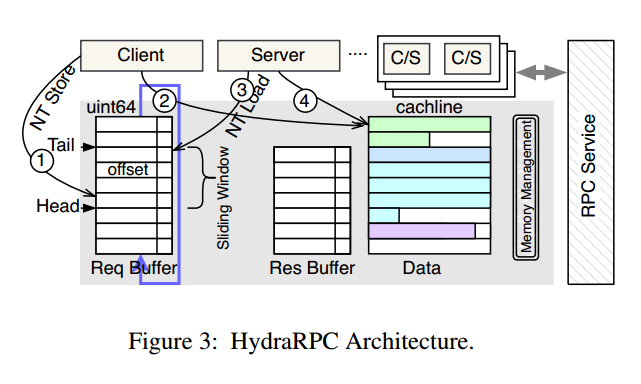 Client
Server
....
C/S
C/S
NT Store
2
3
4
NT Load
uint64
cachline
1
Tail
offset
Head
Sliding Window
Memory Management
RPC Service
Req Buffer
Res Buffer
Data
Figure 3: HydraRPC Architecture.